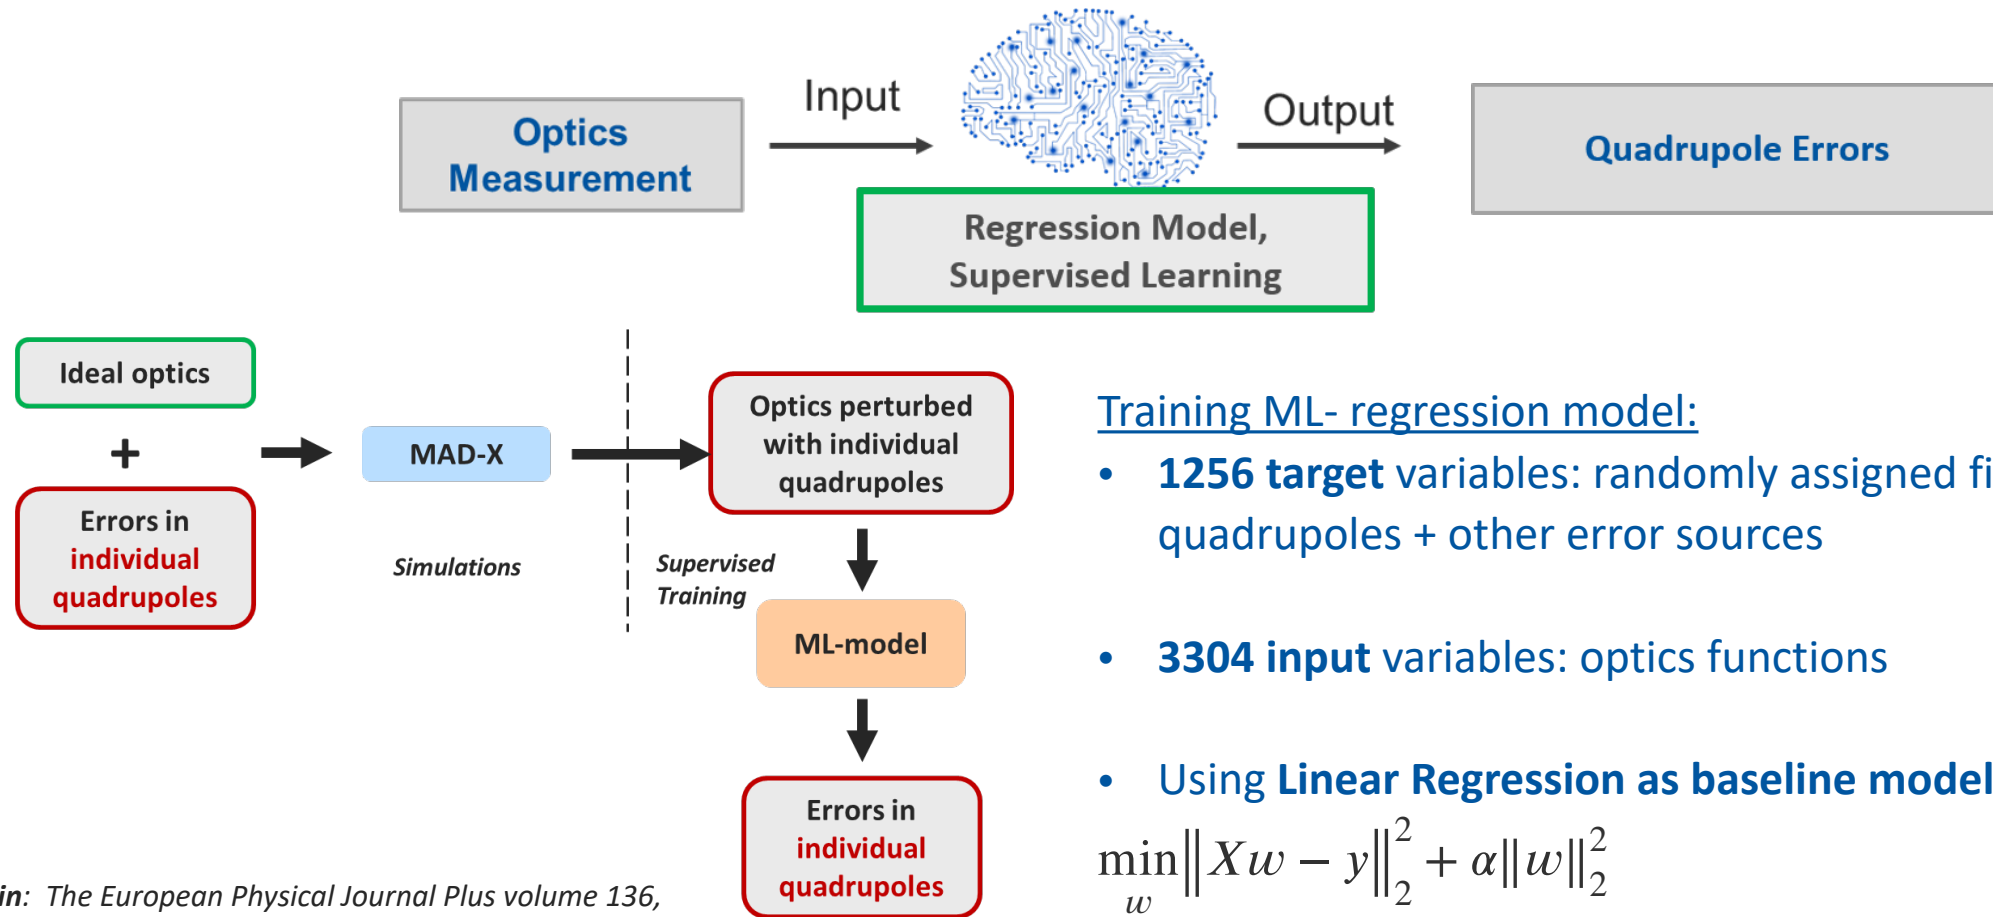 Input
Output
Optics
Measurement
Quadrupole Errors
Regression Model,
Supervised Learning
Ideal optics
+
Errors in
individual
quadrupoles
MAD-X
Simulations
Supervised
Training
Optics perturbed
with individual
quadrupoles
ML-model
Errors in
individual
quadrupoles
Training ML- regression model:
• 1256 target variables: randomly assigned fi
quadrupoles + other error sources
• 3304 input variables: optics functions
• Using Linear Regression as baseline model
min_w ‖Xw − y‖₂² + α‖w‖₂²
in: The European Physical Journal Plus volume 136,